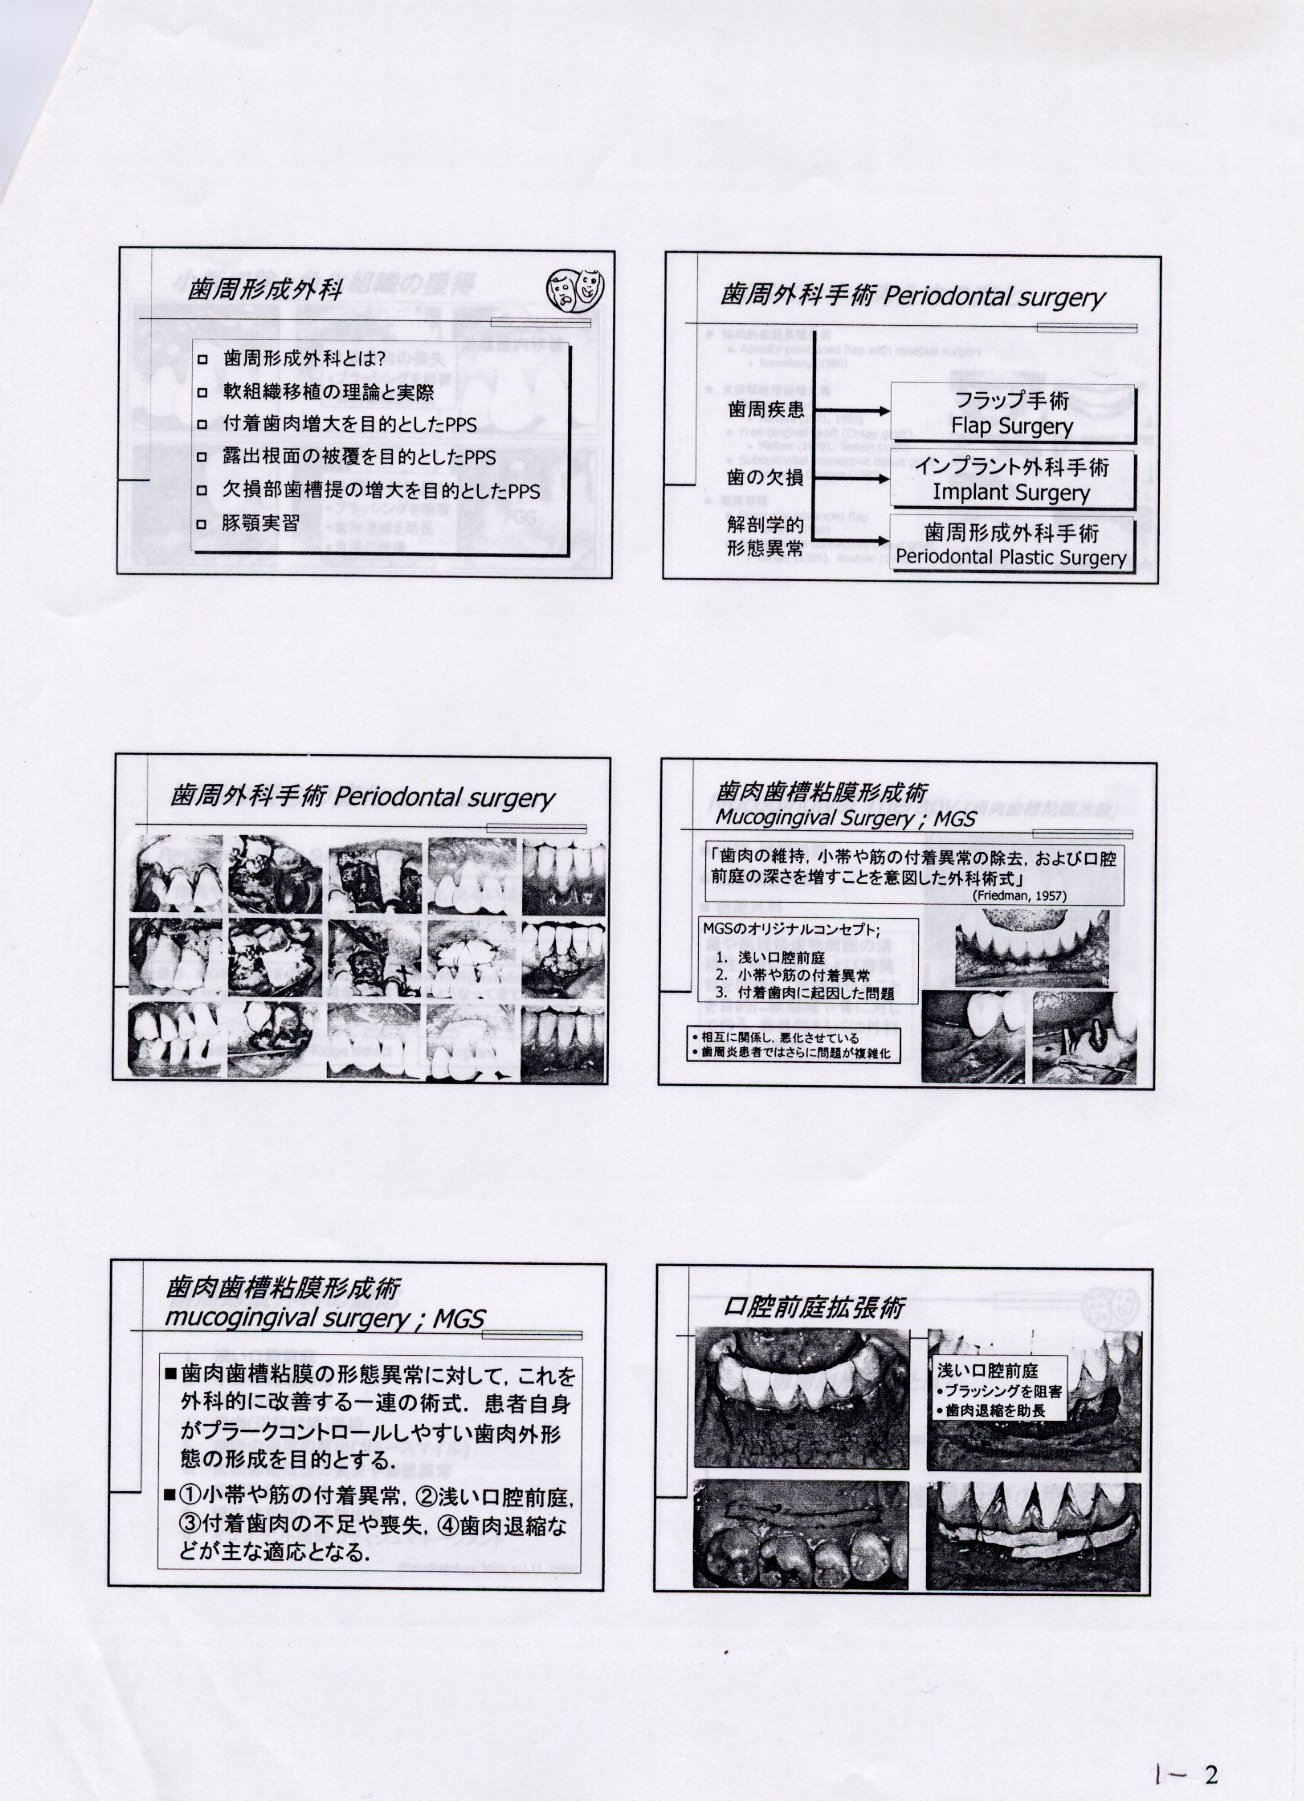 歯周形成外科
歯周形成外科とは?
軟組織移植の理論と実際
付着歯肉増大を目的としたPPS
露出根面の被覆を目的としたPPS
欠損部歯槽提の増大を目的としたPPS
豚顎実習
歯周外科手術 Periodontal surgery
歯周疾患
フラップ手術
Flap Surgery
歯の欠損
インプラント外科手術
Implant Surgery
解剖学的
形態異常
歯周形成外科手術
Periodontal Plastic Surgery
歯周外科手術 Periodontal surgery
歯肉歯槽粘膜形成術
Mucogingival Surgery ; MGS
「歯肉の維持, 小帯や筋の付着異常の除去, および口腔
前庭の深さを増すことを意図した外科術式」
(Friedman, 1957)
MGSのオリジナルコンセプト;
1. 浅い口腔前庭
2. 小帯や筋の付着異常
3. 付着歯肉に起因した問題
• 相互に関係し, 悪化させている
• 歯周炎患者ではさらに問題が複雑化
歯肉歯槽粘膜形成術
mucogingival surgery ; MGS
■歯肉歯槽粘膜の形態異常に対して, これを
外科的に改善する一連の術式. 患者自身
がプラークコントロールしやすい歯肉外形
態の形成を目的とする.
■①小帯や筋の付着異常, ②浅い口腔前庭,
③付着歯肉の不足や喪失, ④歯肉退縮な
どが主な適応となる.
口腔前庭拡張術
浅い口腔前庭
• ブラッシングを阻害
• 歯肉退縮を助長
1- 2